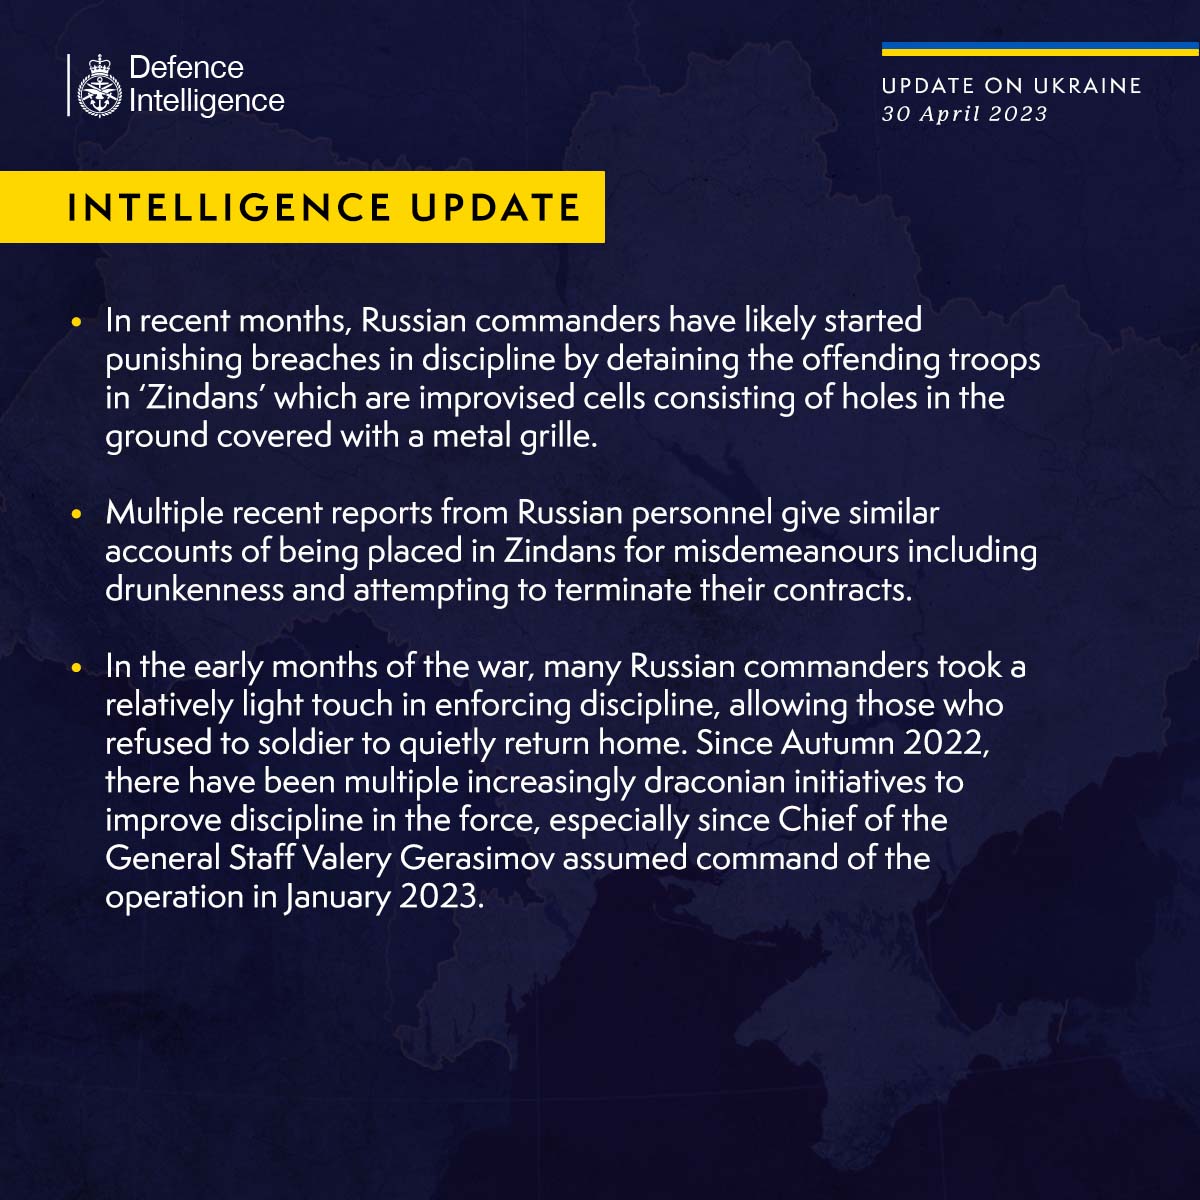 Defence
Intelligence
UPDATE ON UKRAINE
30 April 2023
INTELLIGENCE UPDATE
• In recent months, Russian commanders have likely started
punishing breaches in discipline by detaining the offending troops
in ‘Zindans’ which are improvised cells consisting of holes in the
ground covered with a metal grille.
• Multiple recent reports from Russian personnel give similar
accounts of being placed in Zindans for misdemeanours including
drunkenness and attempting to terminate their contracts.
• In the early months of the war, many Russian commanders took a
relatively light touch in enforcing discipline, allowing those who
refused to soldier to quietly return home. Since Autumn 2022,
there have been multiple increasingly draconian initiatives to
improve discipline in the force, especially since Chief of the
General Staff Valery Gerasimov assumed command of the
operation in January 2023.